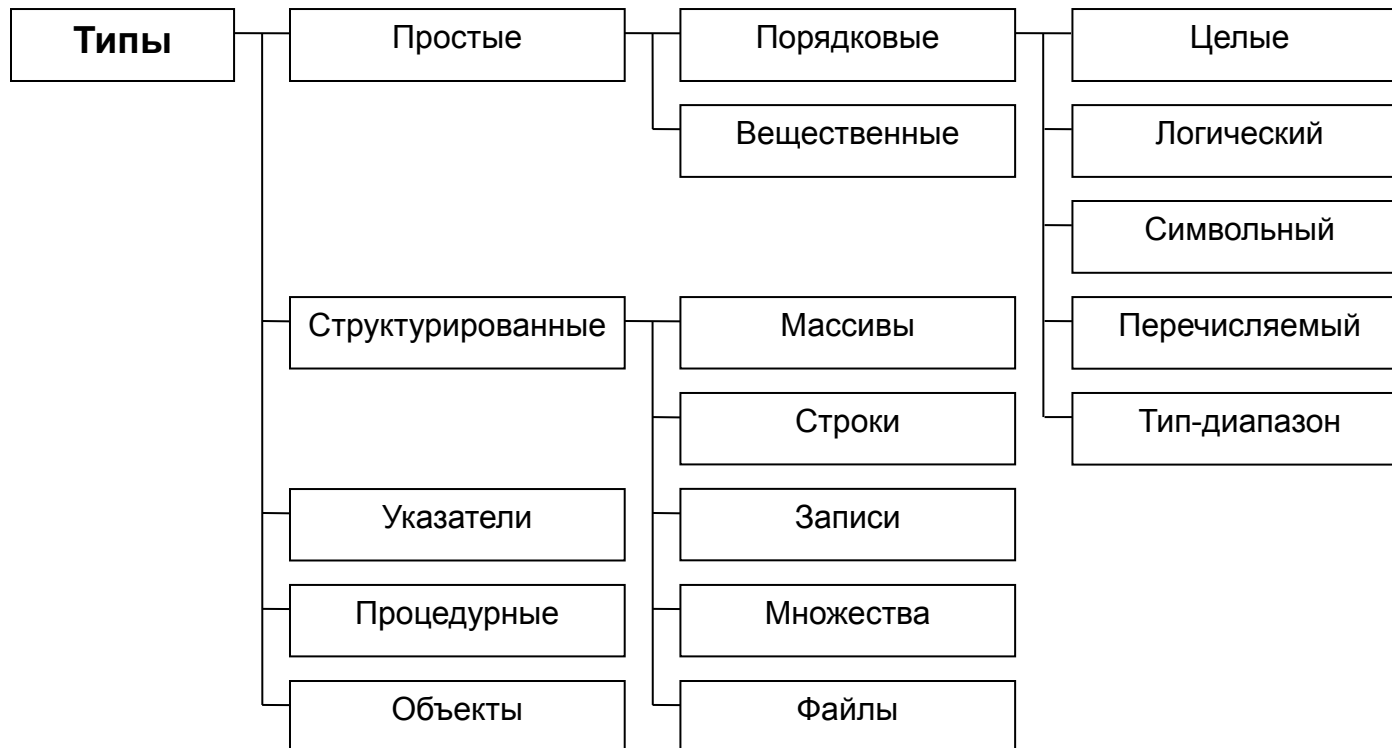 Типы
Простые
Порядковые
Целые
Вещественные
Логический
Символьный
Структурированные
Массивы
Перечисляемый
Строки
Тип-диапазон
Указатели
Записи
Процедурные
Множества
Объекты
Файлы